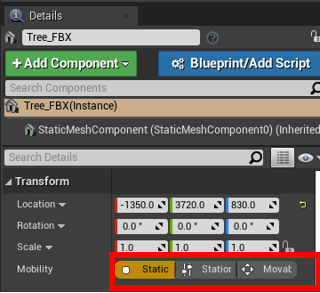 Details
Tree_FBX
+Add Component
Blueprint/Add Script
Search Components
Tree_FBX(Instance)
StaticMeshComponent (StaticMeshComponent0) (Inherited
Search Details
Transform
Location -1350.0 3720.0 830.0
Rotation 0.0 ° 0.0 ° 0.0 °
Scale 1.0 1.0 1.0
Mobility Static Station Movab